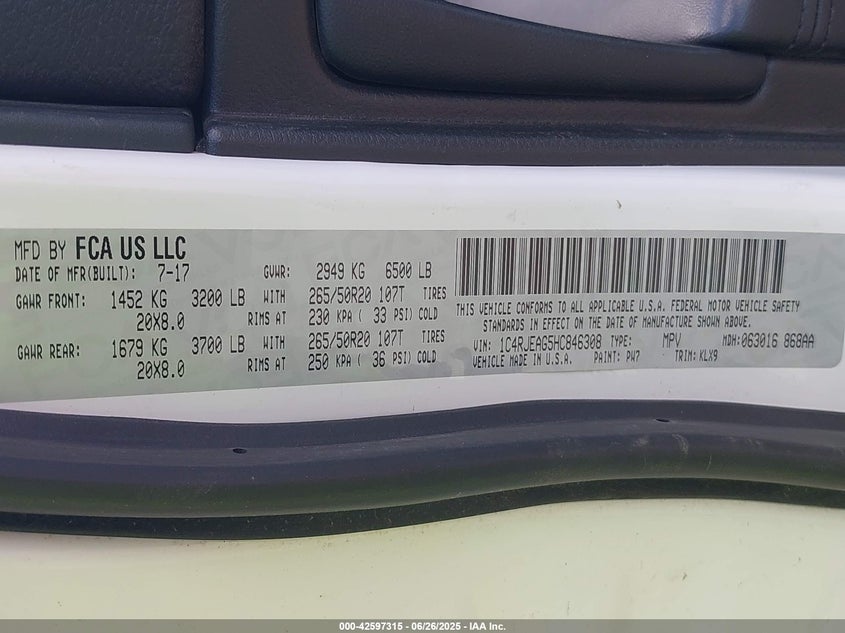 MFD BY FCA US LLC
DATE OF MFR(BUILT): 7-17 GVWR: 2949 KG 6500 LB
GAWR FRONT: 1452 KG 3200 LB WITH 265/50R20 107T TIRES
20X8.0 RIMS AT 230 KPA ( 33 PSI) COLD
GAWR REAR: 1679 KG 3700 LB WITH 265/50R20 107T TIRES
20X8.0 RIMS AT 250 KPA ( 36 PSI) COLD
THIS VEHICLE CONFORMS TO ALL APPLICABLE U.S.A. FEDERAL MOTOR VEHICLE SAFETY
STANDARDS IN EFFECT ON THE DATE OF MANUFACTURE SHOWN ABOVE.
VIN: 1C4RJEAG5HC846308 TYPE: MPV MDH: 063016 868AA
VEHICLE MADE IN U.S.A. PAINT: PW7 TRIM: KLX9
000-42597315 - 06/26/2025 - IAA Inc.